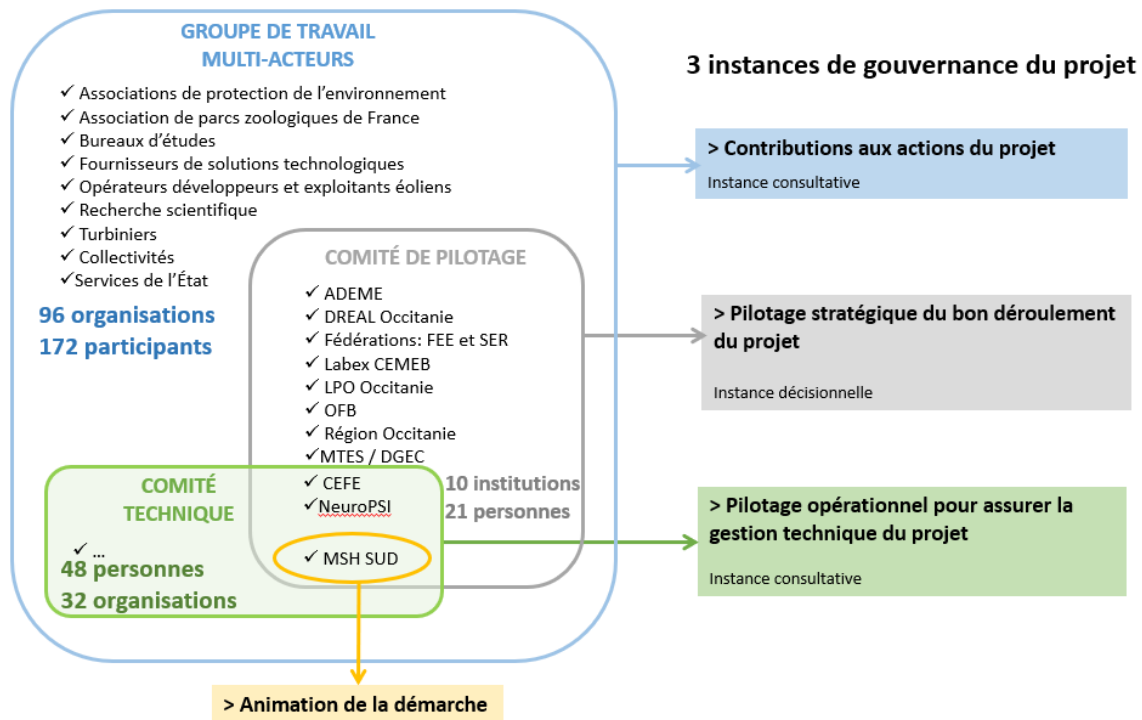 GROUPE DE TRAVAIL
MULTI-ACTEURS
✓ Associations de protection de l'environnement
✓ Association de parcs zoologiques de France
✓ Bureaux d'études
✓ Fournisseurs de solutions technologiques
✓ Opérateurs développeurs et exploitants éoliens
✓ Recherche scientifique
✓ Turbiniers
✓ Collectivités
✓Services de l'État
96 organisations
172 participants
COMITÉ DE PILOTAGE
✓ ADEME
✓ DREAL Occitanie
✓ Fédérations: FEE et SER
✓ Labex CEMEB
✓ LPO Occitanie
✓ OFB
✓ Région Occitanie
✓MTES / DGEC
✓ CEFE
✓NeuroPSI
✓ MSH SUD
10 institutions
21 personnes
COMITÉ
TECHNIQUE
✓ ...
48 personnes
32 organisations
> Animation de la démarche
3 instances de gouvernance du projet
> Contributions aux actions du projet
Instance consultative
> Pilotage stratégique du bon déroulement
du projet
Instance décisionnelle
> Pilotage opérationnel pour assurer la
gestion technique du projet
Instance consultative